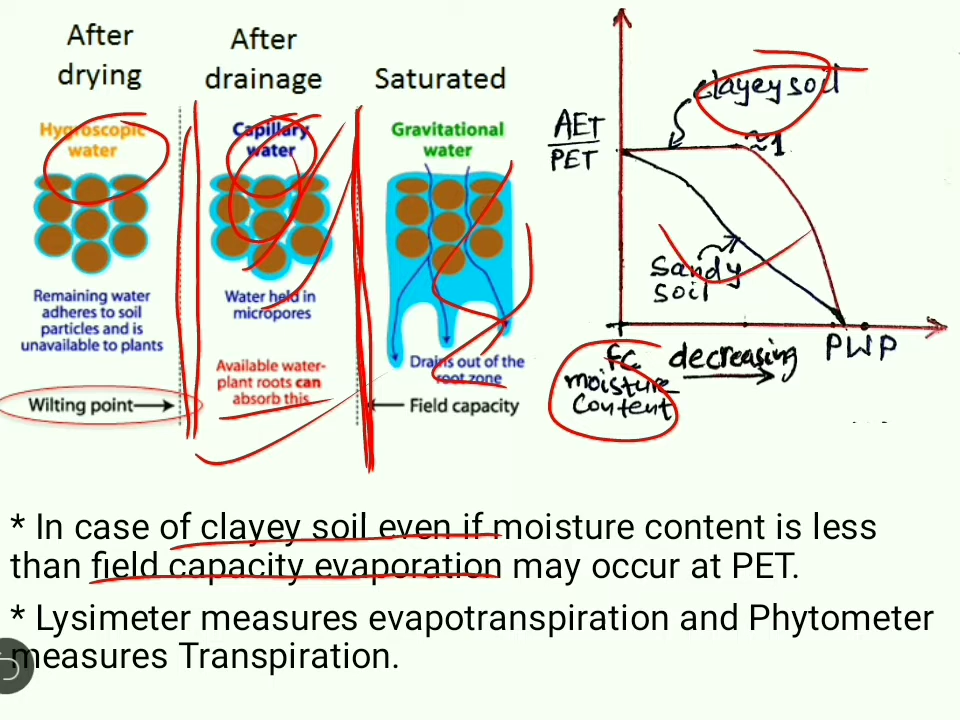 After
drying
After
drainage
Saturated
Hygroscopic
water
Capillary
water
Gravitational
water
Remaining water
adheres to soil
particles and is
unavailable to plants
Water held in
micropores
Drains out of the
root zone
Available water-
plant roots can
absorb this
Wilting point
Field capacity
clayey soil
AET
PET
≈1
Sandy
soil
fc
decreasing
PWP
moisture
Content
* In case of clayey soil even if moisture content is less
than field capacity evaporation may occur at PET.
* Lysimeter measures evapotranspiration and Phytometer
measures Transpiration.